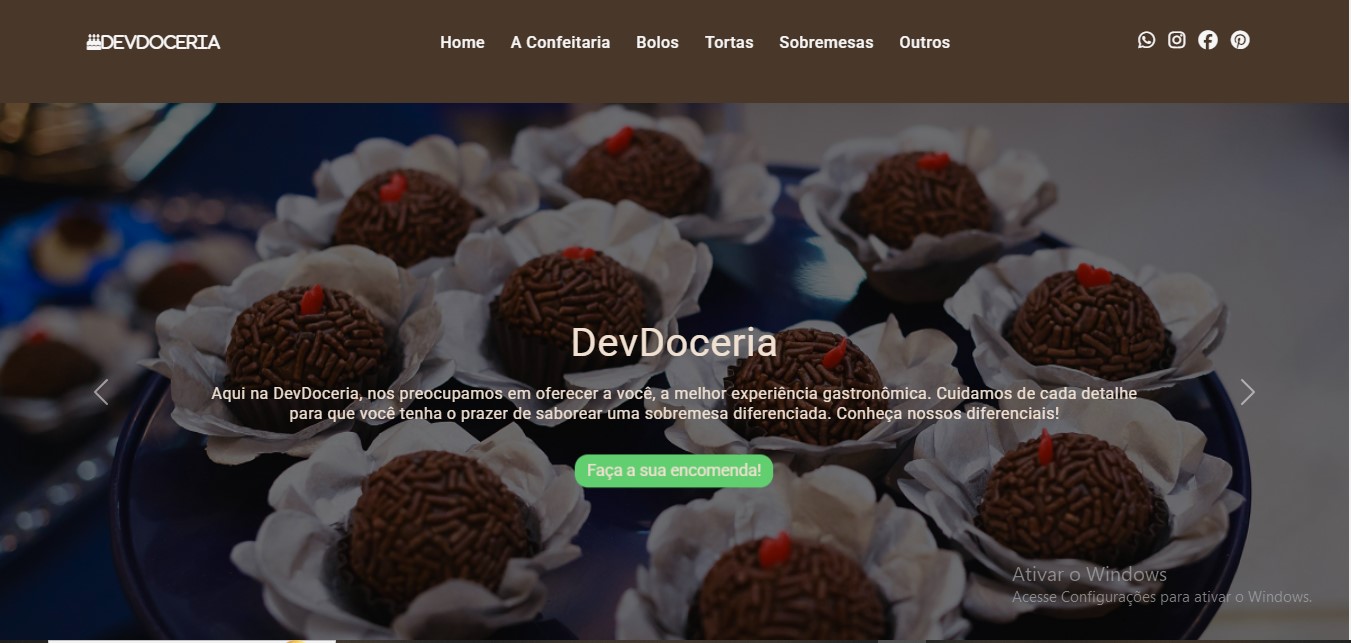 DEVDOCERIA
Home A Confeitaria Bolos Tortas Sobremesas Outros
DevDoceria
Aqui na DevDoceria, nos preocupamos em oferecer a você, a melhor experiência gastronômica. Cuidamos de cada detalhe
para que você tenha o prazer de saborear uma sobremesa diferenciada. Conheça nossos diferenciais!
Faça a sua encomenda!
Ativar o Windows
Acesse Configurações para ativar o Windows.